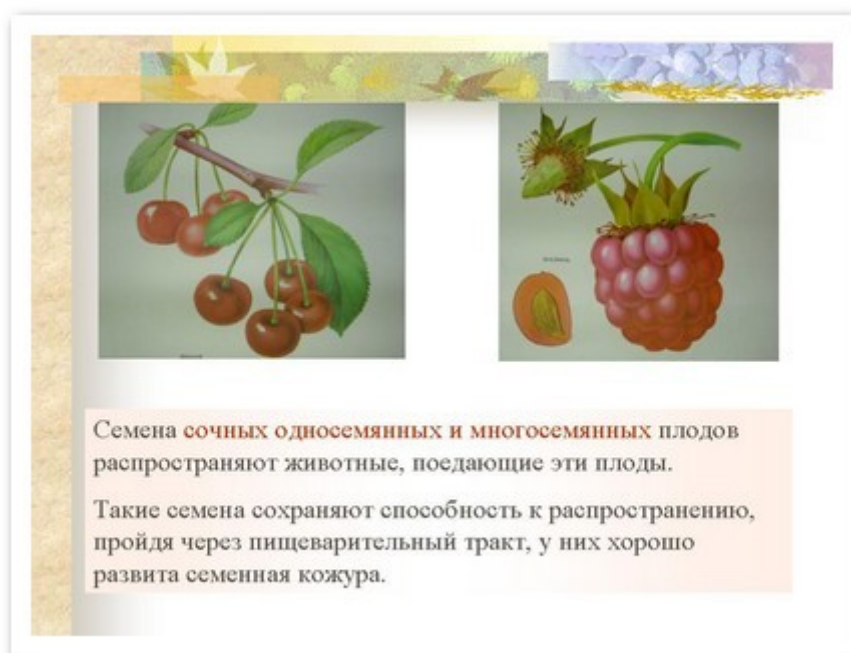 Семена сочных односемянных и многосемянных плодов
распространяют животные, поедающие эти плоды.
Такие семена сохраняют способность к распространению,
пройдя через пищеварительный тракт, у них хорошо
развита семенная кожура.